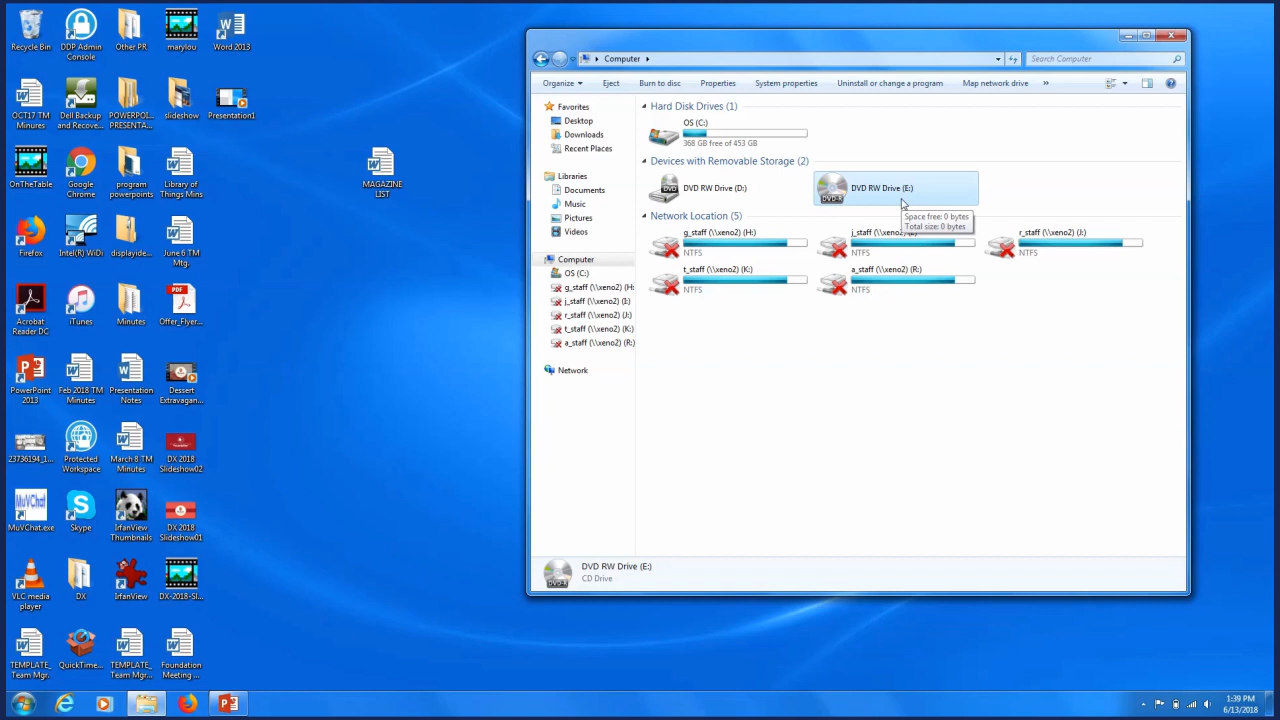 Recycle Bin
DDP Admin
Console
Other PR
marylou
Word 2013
OCT17 TM
Minures
Dell Backup
and Recove...
POWERPOI...
PRESENTA...
slideshow
Presentation1
OnTheTable
Google
Chrome
program
powerpoints
Library of
Things Mins
MAGAZINE
LIST
Firefox
Intel(R) WiDi
displayide...
June 6 TM
Mtg.
Acrobat
Reader DC
iTunes
Minutes
PDF
Offer_Flyer...
PowerPoint
2013
Feb 2018 TM
Minutes
Presentation
Notes
Dessert
Extravagan...
23736194_1...
Protected
Workspace
March 8 TM
Minutes
DX 2018
Slideshow02
MuVChat
MuVChat.exe
Skype
IrfanView
Thumbnails
DX 2018
Slideshow01
VLC media
player
DX
IrfanView
DX-2018-Sl...
TEMPLATE_
Team Mgr.
QuickTime...
TEMPLATE_
Team Mgr...
Foundation
Meeting ...
Computer
Search Computer
Organize
Eject
Burn to disc
Properties
System properties
Uninstall or change a program
Map network drive
»
Favorites
Desktop
Downloads
Recent Places
Libraries
Documents
Music
Pictures
Videos
Computer
OS (C:)
g_staff (\\xeno2) (H:
j_staff (\\xeno2) (I:)
r_staff (\\xeno2) (J:)
t_staff (\\xeno2) (K:)
a_staff (\\xeno2) (R:)
Network
Hard Disk Drives (1)
OS (C:)
368 GB free of 453 GB
Devices with Removable Storage (2)
DVD
DVD RW Drive (D:)
DVD-R
DVD RW Drive (E:)
Space free: 0 bytes
Total size: 0 bytes
Network Location (5)
g_staff (\\xeno2) (H:)
NTFS
j_staff (\\xeno2) (I:)
NTFS
r_staff (\\xeno2) (J:)
NTFS
t_staff (\\xeno2) (K:)
NTFS
a_staff (\\xeno2) (R:)
NTFS
DVD-R
DVD RW Drive (E:)
CD Drive
1:39 PM
6/13/2018